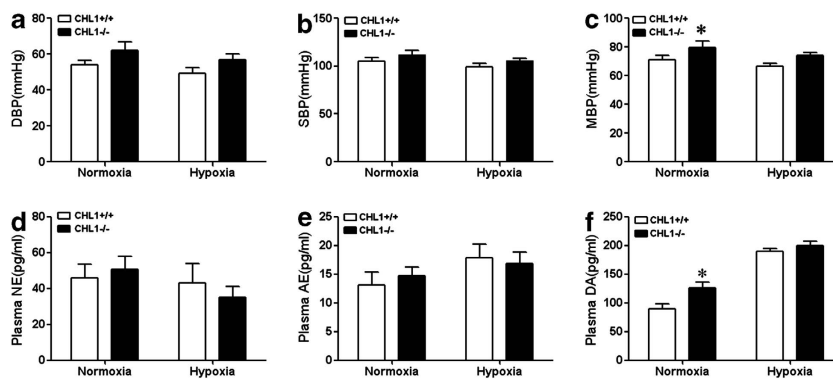 a
CHL1+/+
CHL1-/-
DBP(mmHg)
80
60
40
20
0
Normoxia
Hypoxia
b
CHL1+/+
CHL1-/-
SBP(mmHg)
150
100
50
0
Normoxia
Hypoxia
c
CHL1+/+
CHL1-/-
*
MBP(mmHg)
100
80
60
40
20
0
Normoxia
Hypoxia
d
CHL1+/+
CHL1-/-
Plasma NE(pg/ml)
80
60
40
20
0
Normoxia
Hypoxia
e
CHL1+/+
CHL1-/-
Plasma AE(pg/ml)
25
20
15
10
5
0
Normoxia
Hypoxia
f
CHL1+/+
CHL1-/-
*
Plasma DA(pg/ml)
250
200
150
100
50
0
Normoxia
Hypoxia